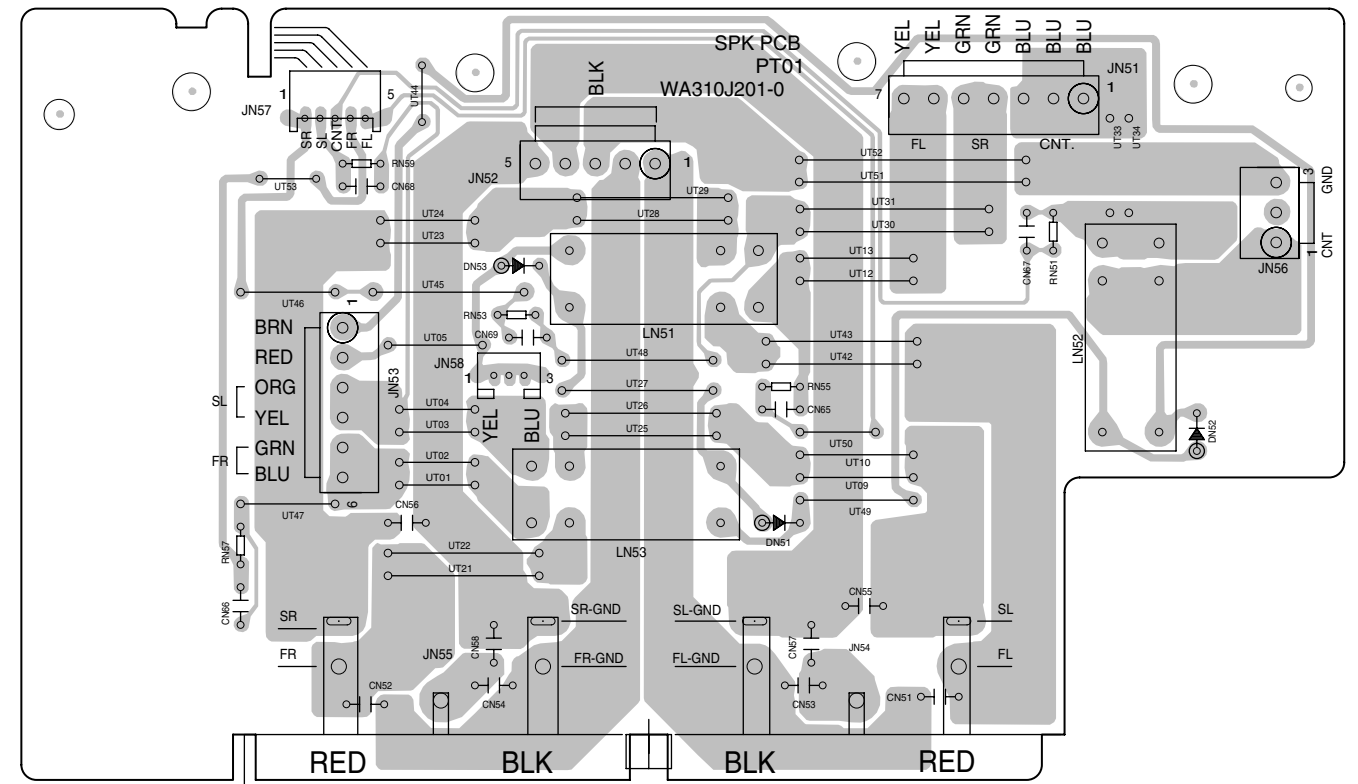 SPK PCB
PT01
WA310J201-0
YEL
YEL
GRN
GRN
BLU
BLU
BLU
JN51
7
1
FL
SR
CNT.
UT33
UT34
BLK
JN57
1
5
SR
SL
CNT
FR
FL
UT44
RN59
CN68
UT53
JN52
5
1
UT29
UT28
UT52
UT51
UT31
UT30
UT13
UT12
3
GND
1
CNT
JN56
UT24
UT23
DN53
CN67
RN51
UT46
1
UT45
RN53
CN69
LN51
LN52
BRN
RED
ORG
YEL
GRN
BLU
SL
FR
JN53
6
UT05
JN58
1
3
YEL
BLU
UT48
UT43
UT42
UT27
UT26
UT25
UT04
UT03
UT02
UT01
RN55
CN65
UT50
UT10
UT09
UT49
DN52
UT47
CN56
RN57
CN66
UT22
UT21
LN53
DN51
CN55
SR
FR
JN55
CN58
SR-GND
FR-GND
SL-GND
FL-GND
CN57
JN54
SL
FL
CN52
CN54
CN53
CN51
RED
BLK
BLK
RED